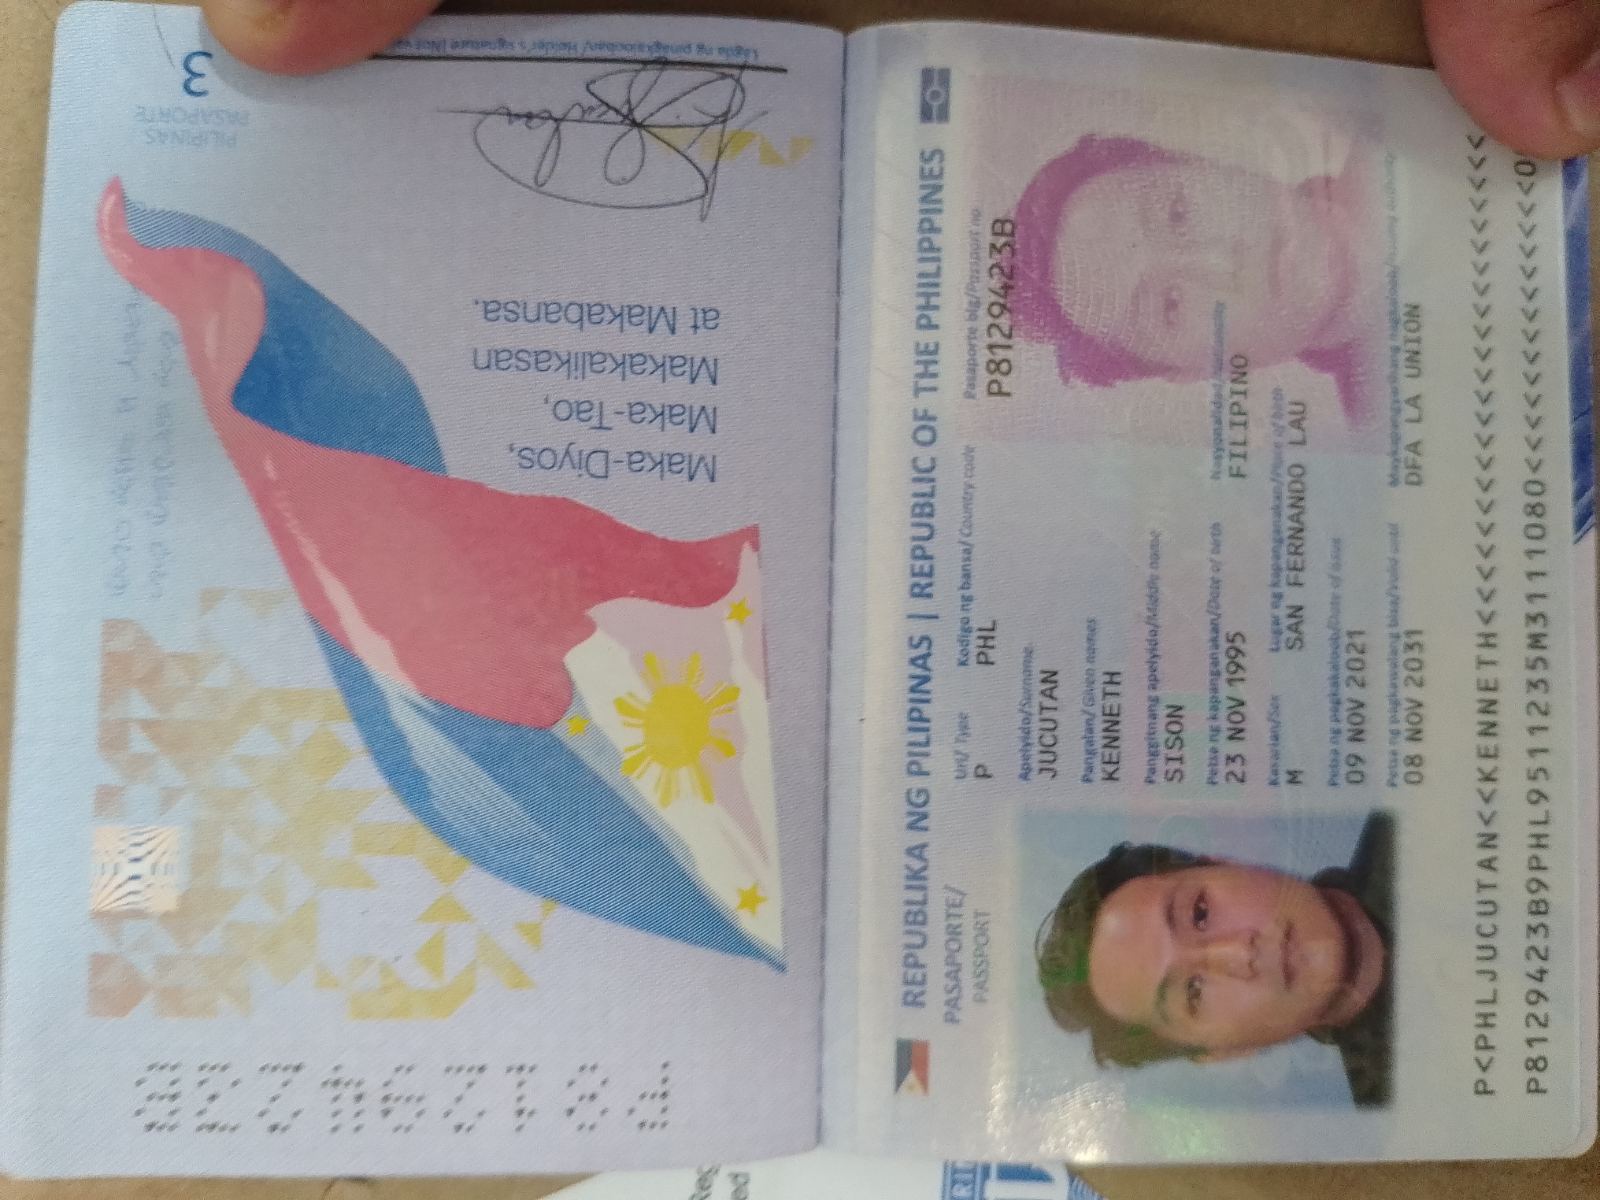 REPUBLIKA NG PILIPINAS | REPUBLIC OF THE PHILIPPINES
PASAPORTE/
PASSPORT
Uri/ Type
Kodigo ng bansa/ Country code
Pasaporte blg/Passport no.
P
PHL
P8129423B
Apelyido/Surname
JUCUTAN
Pangalan/ Given names
KENNETH
Panggitnang apelyido/Middle name
SISON
Petsa ng kapanganakan/Date of birth
Nasyonalidad/Nationality
23 NOV 1995
FILIPINO
Kasarian/Sex
Lugar ng kapanganakan/Place of birth
M
SAN FERNANDO LAU
Petsa ng pagkakaloob/Date of issue
09 NOV 2021
Petsa ng pagkawalang bisa/Valid until
Maykapangyarihang nagkaloob/Issuing authority
08 NOV 2031
DFA LA UNION
P<PHLJUCUTAN<<KENNETH<<<<<<<<<<<<<<<<<<<<<
P8129423B9PHL9511235M3111080<<<<<<<<<<<<<<0
Maka-Diyos,
Maka-Tao,
Makakalikasan
at Makabansa.
Lagda ng pinagkalooban/ Holder's signature
PILIPINAS
PASAPORTE
3
P8129423B